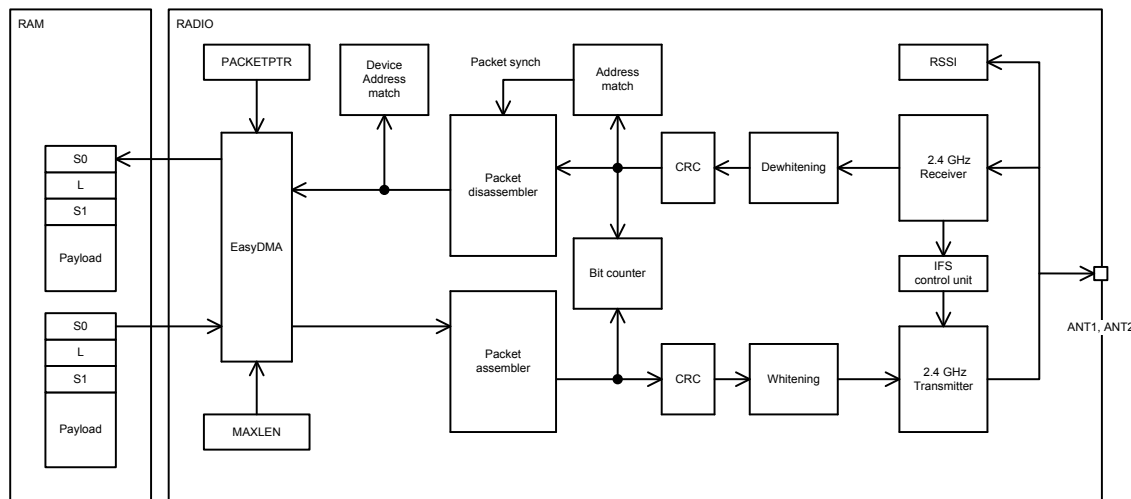 RAM
RADIO
PACKETPTR
Device
Address
match
Packet synch
Address
match
RSSI
S0
L
S1
Payload
EasyDMA
Packet
disassembler
CRC
Dewhitening
2.4 GHz
Receiver
Bit counter
IFS
control unit
ANT1, ANT2
S0
L
S1
Payload
Packet
assembler
CRC
Whitening
2.4 GHz
Transmitter
MAXLEN